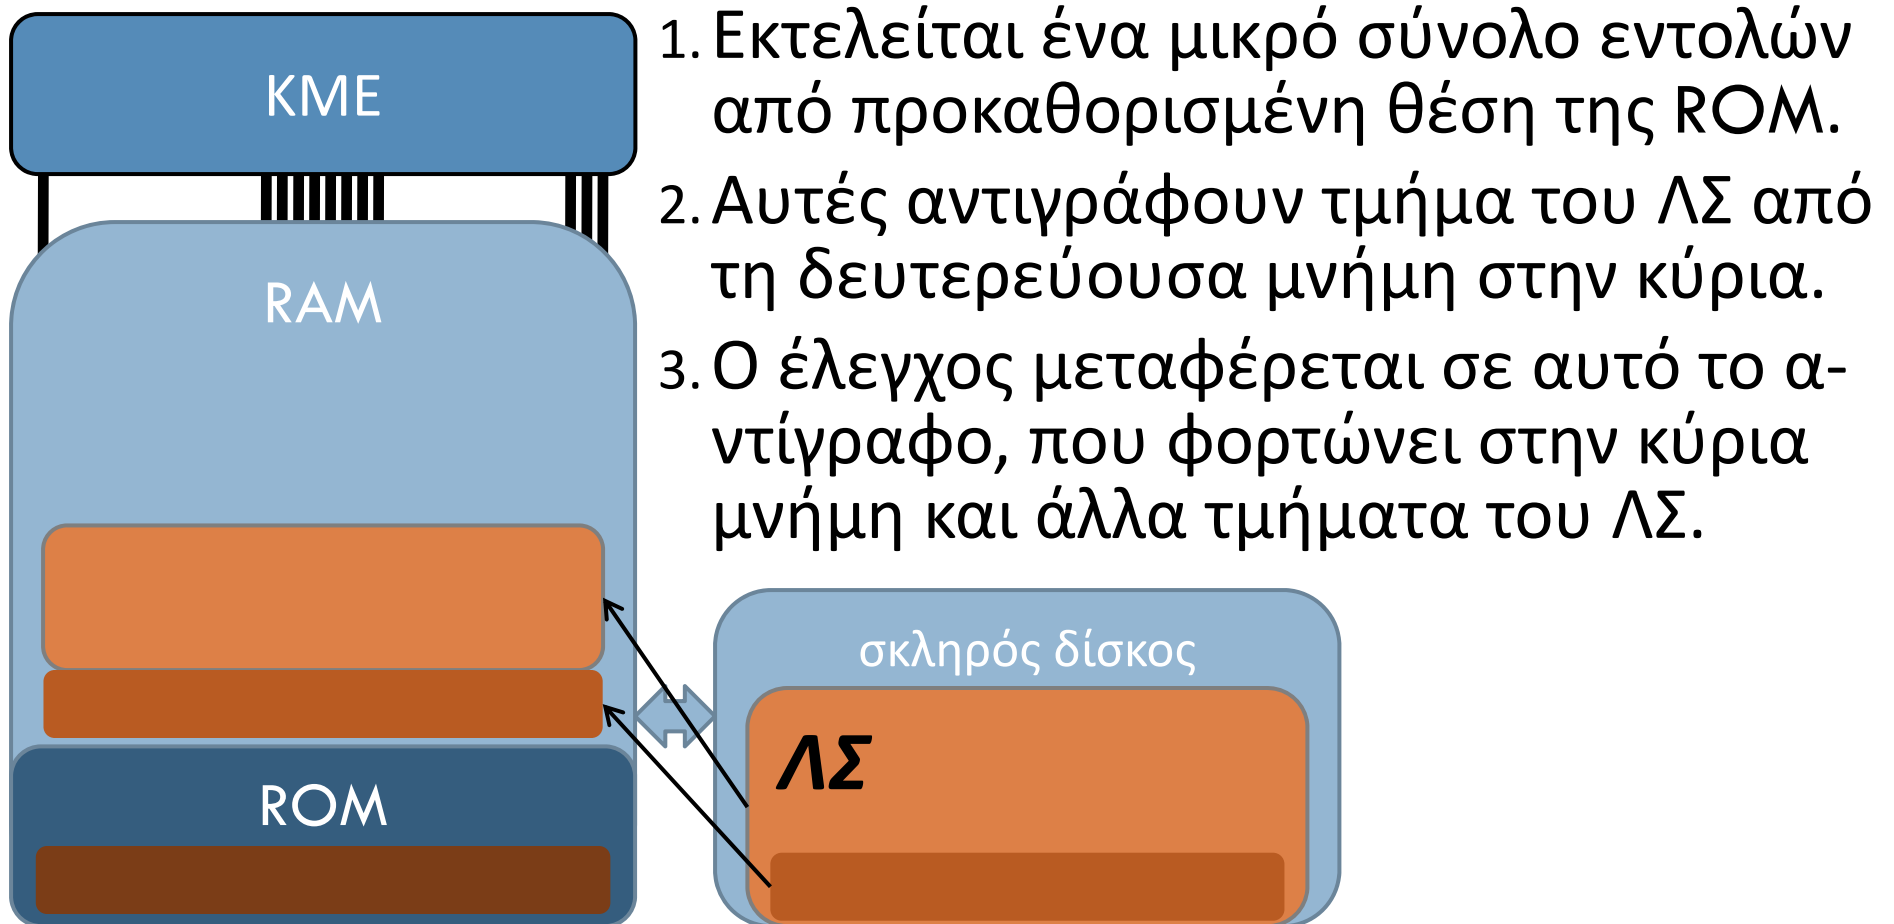 ΚΜΕ
RAM
ROM
1. Εκτελείται ένα μικρό σύνολο εντολών
από προκαθορισμένη θέση της ROM.
2. Αυτές αντιγράφουν τμήμα του ΛΣ από
τη δευτερεύουσα μνήμη στην κύρια.
3. Ο έλεγχος μεταφέρεται σε αυτό το α-
ντίγραφο, που φορτώνει στην κύρια
μνήμη και άλλα τμήματα του ΛΣ.
σκληρός δίσκος
ΛΣ